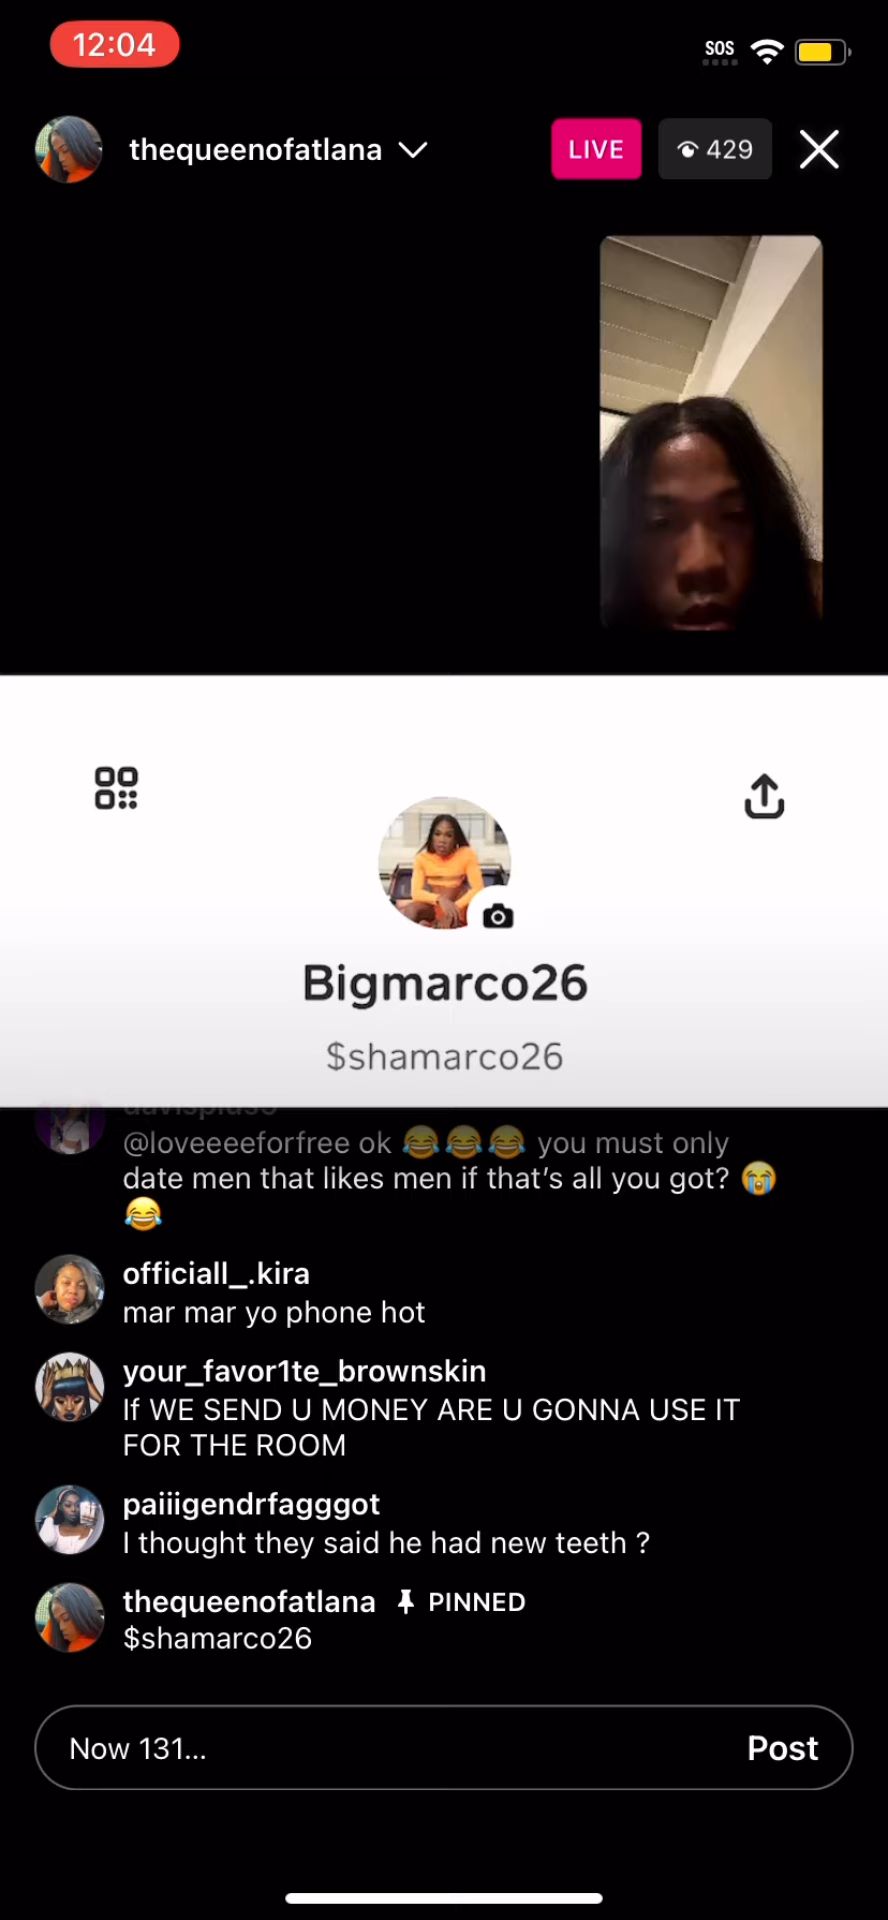 12:04
SOS
thequeenofatlana
LIVE
429
Bigmarco26
$shamarco26
@loveeeeforfree ok 😂😂😂 you must only
date men that likes men if that’s all you got? 😭
😂
officiall_.kira
mar mar yo phone hot
your_favor1te_brownskin
If WE SEND U MONEY ARE U GONNA USE IT
FOR THE ROOM
paiiigendrfagggot
I thought they said he had new teeth ?
thequeenofatlana PINNED
$shamarco26
Now 131...
Post